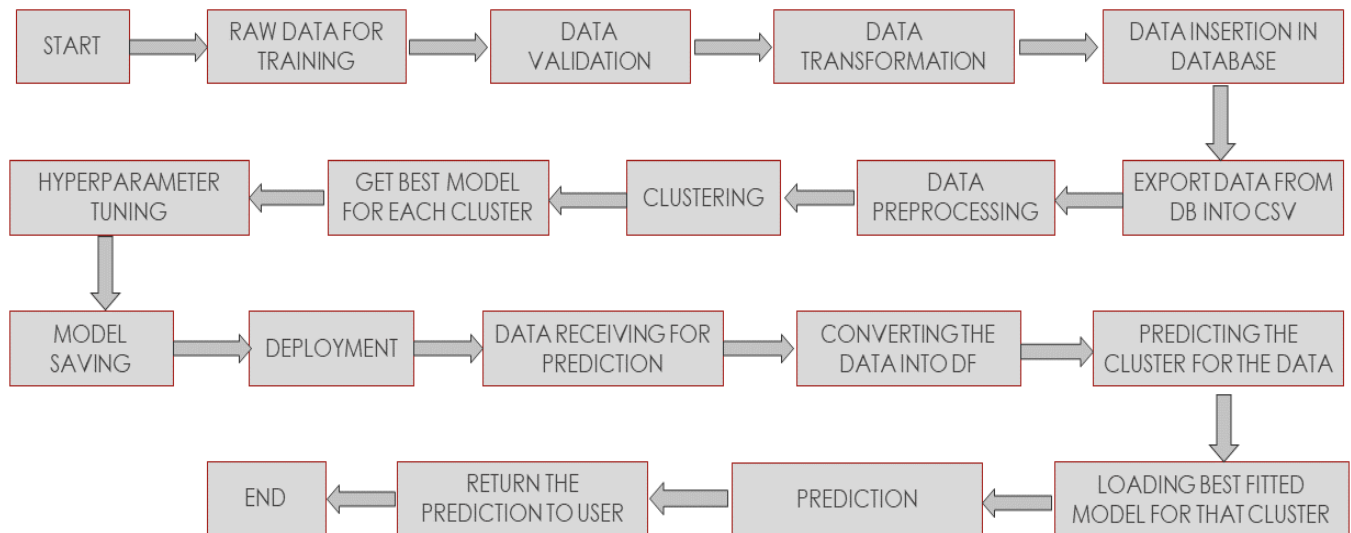 START
RAW DATA FOR
TRAINING
DATA
VALIDATION
DATA
TRANSFORMATION
DATA INSERTION IN
DATABASE
EXPORT DATA FROM
DB INTO CSV
DATA
PREPROCESSING
CLUSTERING
GET BEST MODEL
FOR EACH CLUSTER
HYPERPARAMETER
TUNING
MODEL
SAVING
DEPLOYMENT
DATA RECEIVING FOR
PREDICTION
CONVERTING THE
DATA INTO DF
PREDICTING THE
CLUSTER FOR THE DATA
LOADING BEST FITTED
MODEL FOR THAT CLUSTER
PREDICTION
RETURN THE
PREDICTION TO USER
END